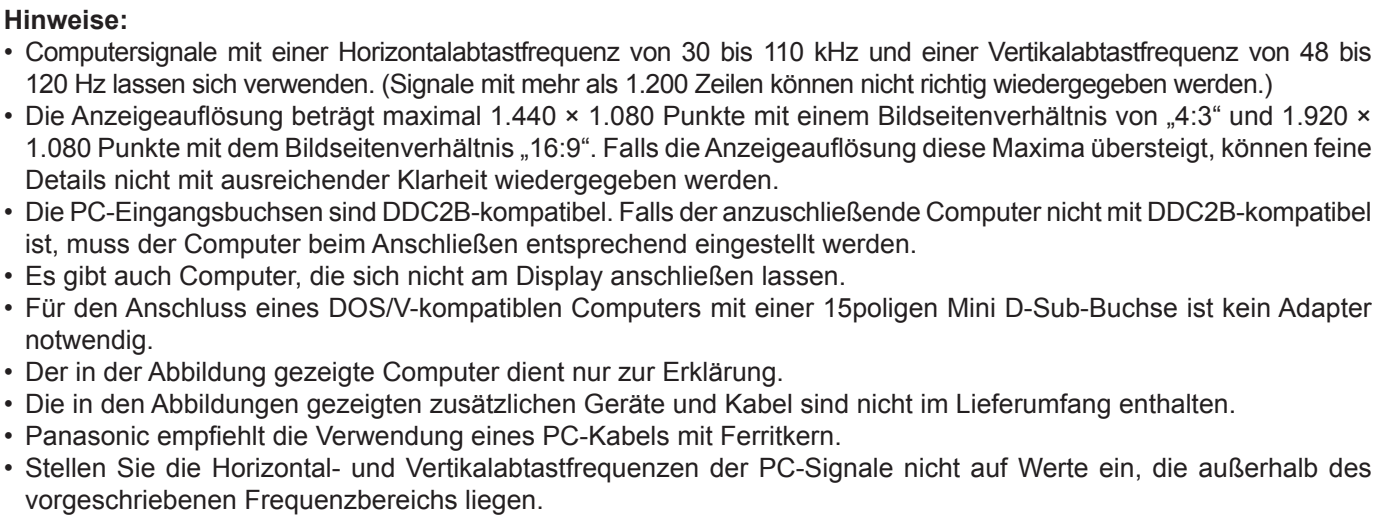 Hinweise:
• Computersignale mit einer Horizontalabtastfrequenz von 30 bis 110 kHz und einer Vertikalabtastfrequenz von 48 bis
120 Hz lassen sich verwenden. (Signale mit mehr als 1.200 Zeilen können nicht richtig wiedergegeben werden.)
• Die Anzeigeauflösung beträgt maximal 1.440 × 1.080 Punkte mit einem Bildseitenverhältnis von „4:3“ und 1.920 ×
1.080 Punkte mit dem Bildseitenverhältnis „16:9“. Falls die Anzeigeauflösung diese Maxima übersteigt, können feine
Details nicht mit ausreichender Klarheit wiedergegeben werden.
• Die PC-Eingangsbuchsen sind DDC2B-kompatibel. Falls der anzuschließende Computer nicht mit DDC2B-kompatibel
ist, muss der Computer beim Anschließen entsprechend eingestellt werden.
• Es gibt auch Computer, die sich nicht am Display anschließen lassen.
• Für den Anschluss eines DOS/V-kompatiblen Computers mit einer 15poligen Mini D-Sub-Buchse ist kein Adapter
notwendig.
• Der in der Abbildung gezeigte Computer dient nur zur Erklärung.
• Die in den Abbildungen gezeigten zusätzlichen Geräte und Kabel sind nicht im Lieferumfang enthalten.
• Panasonic empfiehlt die Verwendung eines PC-Kabels mit Ferritkern.
• Stellen Sie die Horizontal- und Vertikalabtastfrequenzen der PC-Signale nicht auf Werte ein, die außerhalb des
vorgeschriebenen Frequenzbereichs liegen.